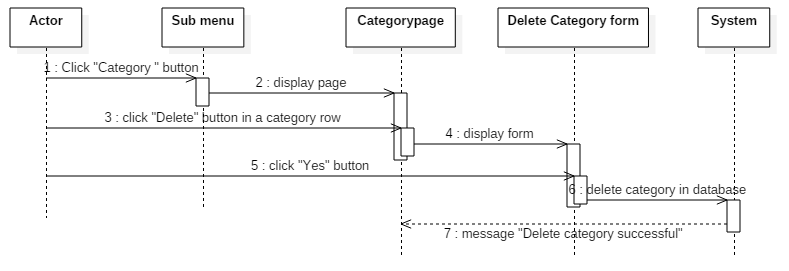 Actor
Sub menu
Categorypage
Delete Category form
System
1 : Click "Category " button
2 : display page
3 : click "Delete" button in a category row
4 : display form
5 : click "Yes" button
6 : delete category in database
7 : message "Delete category successful"